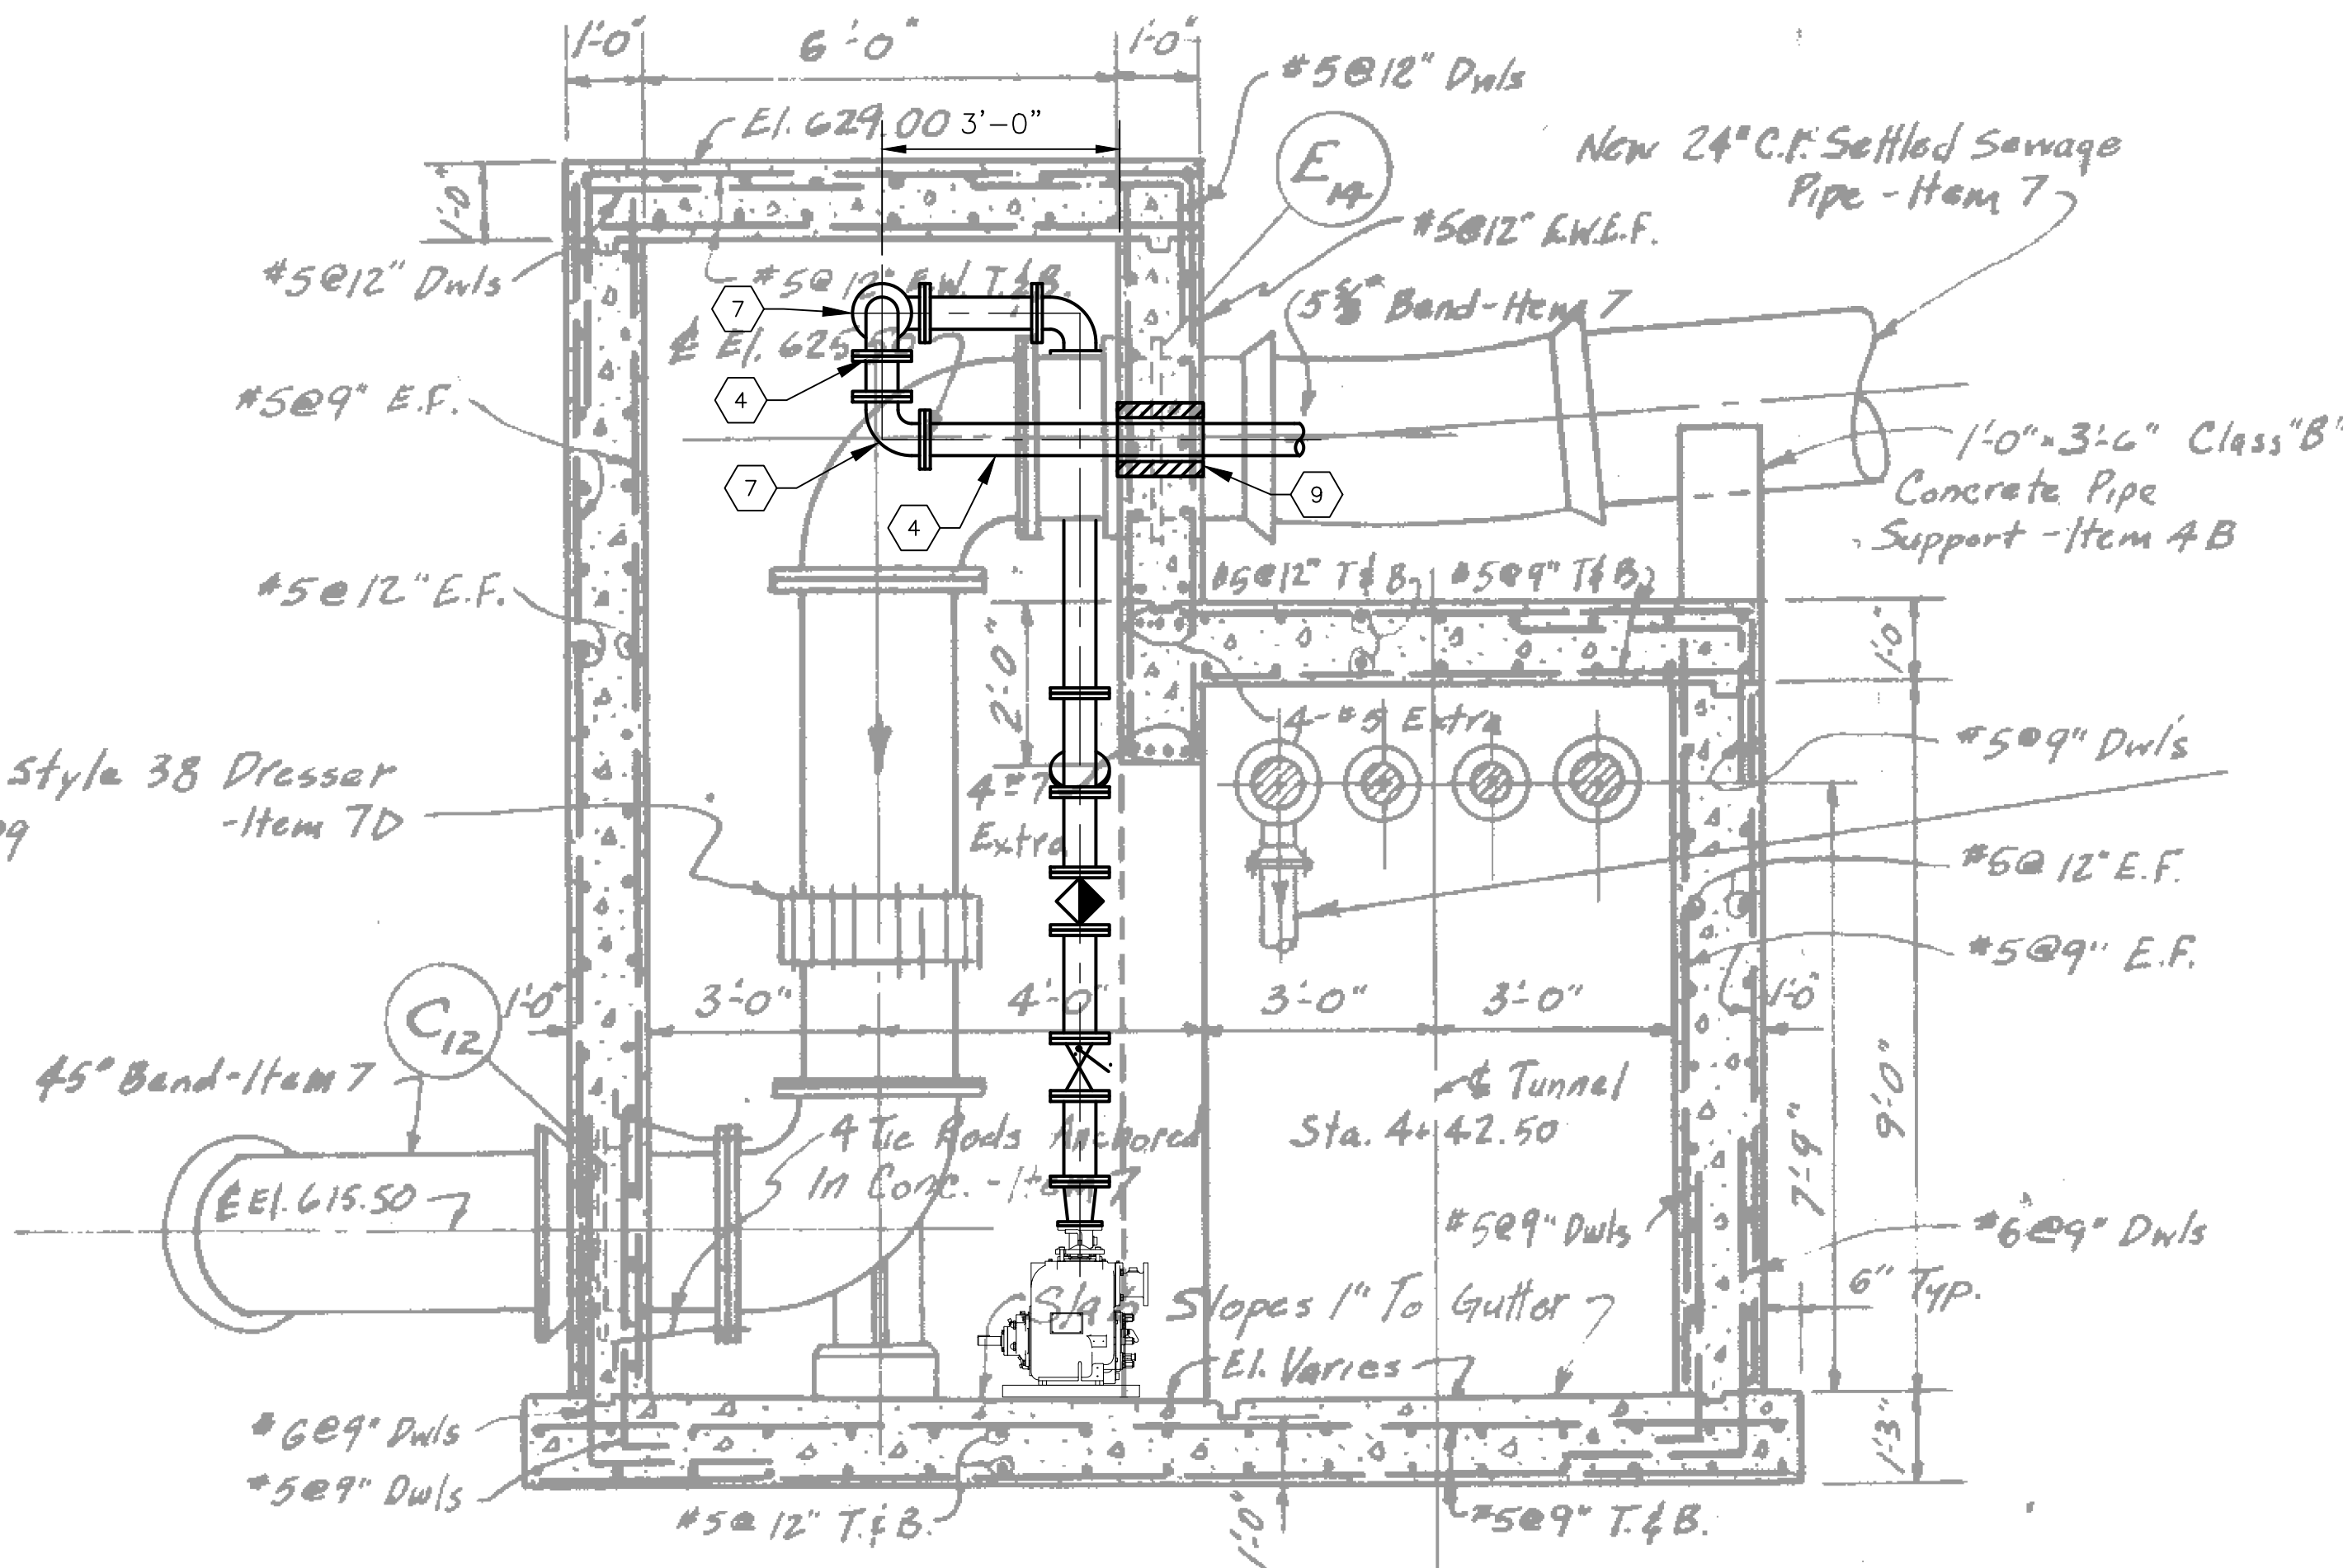 1'-0"
6'-0"
1'-0"
#5@12" Dwls
El. 629.00
3'-0"
E
14
New 24" C.P. Settled Sewage
Pipe - Item 7
1'-0"
#5@12" E.W.E.F.
#5@12" Dwls
#5@12" E.W. T.&B.
7
Bend-Item 7
℄ El. 625.
#5@9" E.F.
4
1'-0"x3'-6" Class "B"
Concrete Pipe
Support - Item 4B
7
9
4
#5@12" E.F.
#5@12" T&B
#5@9" T&B
1'-0"
2'-0"
4-#5 Extra
#5@9" Dwls
Style 38 Dresser
-Item 7D
4-#7
Extra
#5@12" E.F.
#5@9" E.F.
C
12
1'-0"
3'-0"
4'-0"
3'-0"
3'-0"
1'-0"
45° Bend-Item 7
℄ Tunnel
Sta. 4+42.50
9'-0"
7'-9"
4 Tie Rods Anchored
In Conc. - Item 7
℄ El. 615.50
#5@9" Dwls
#6@9" Dwls
6" Typ.
Slab Slopes 1" To Gutter
El. Varies
#6@9" Dwls
1'-3"
#5@9" Dwls
#5@12" T.&B.
1'-0"
#5@9" T.&B.